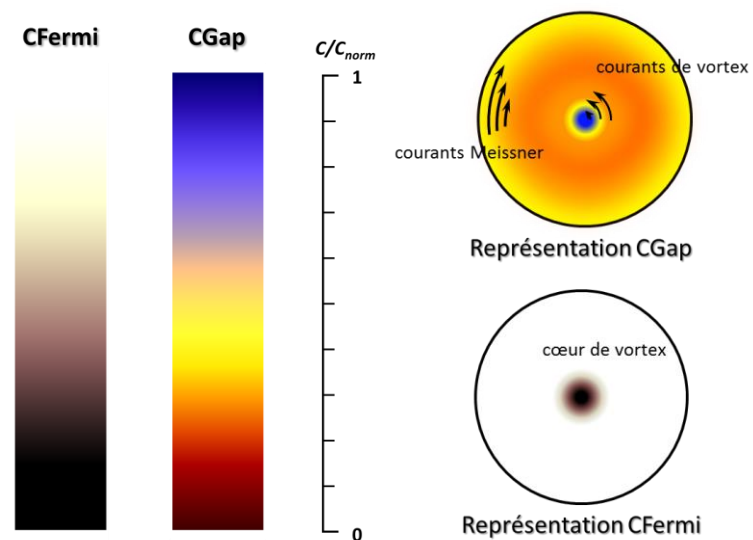 CFermi
CGap
C/Cnorm
1
0
courants de vortex
courants Meissner
Représentation CGap
cœur de vortex
Représentation CFermi